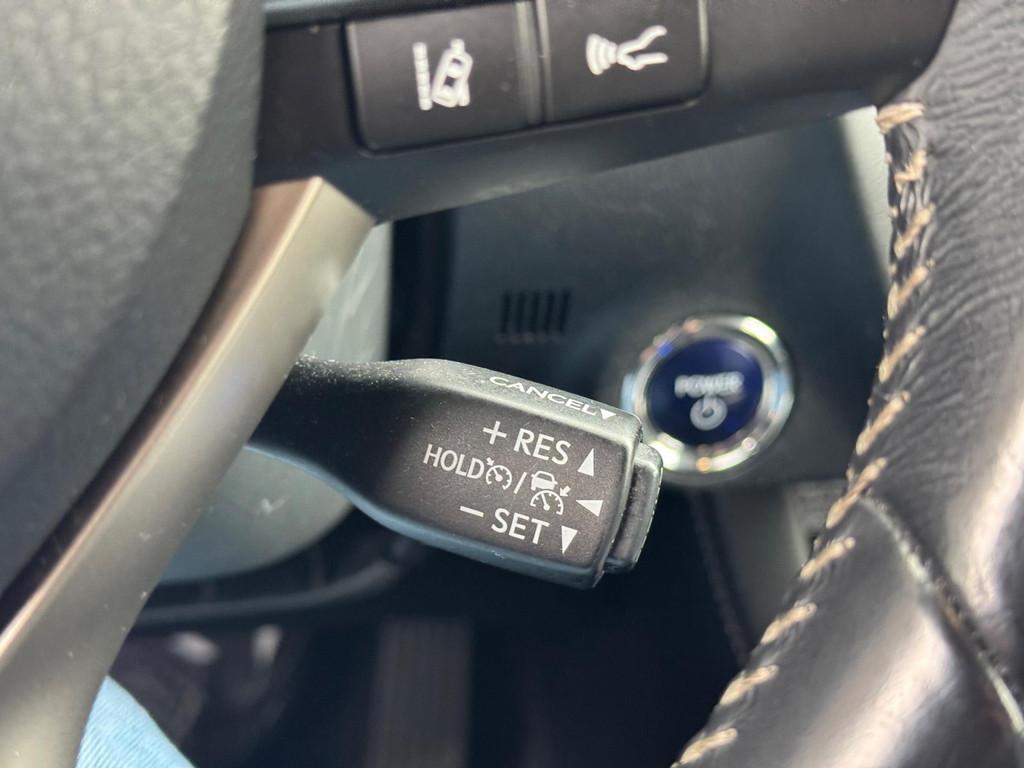 CANCEL▼
+ RES ▲
HOLD / ◀
− SET ▼
POWER